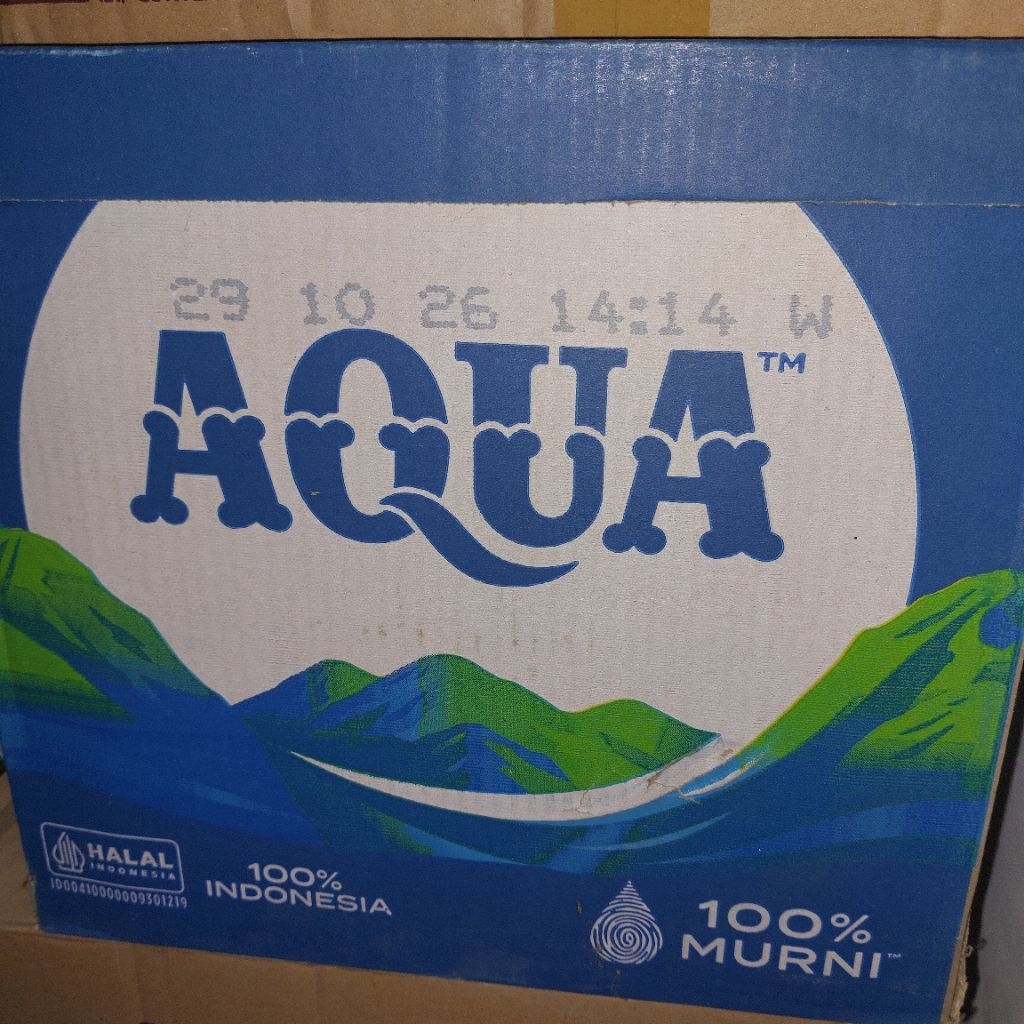 29 10 26 14:14 W
AQUA™
HALAL
INDONESIA
ID00410000009301219
100%
INDONESIA
100%
MURNI™